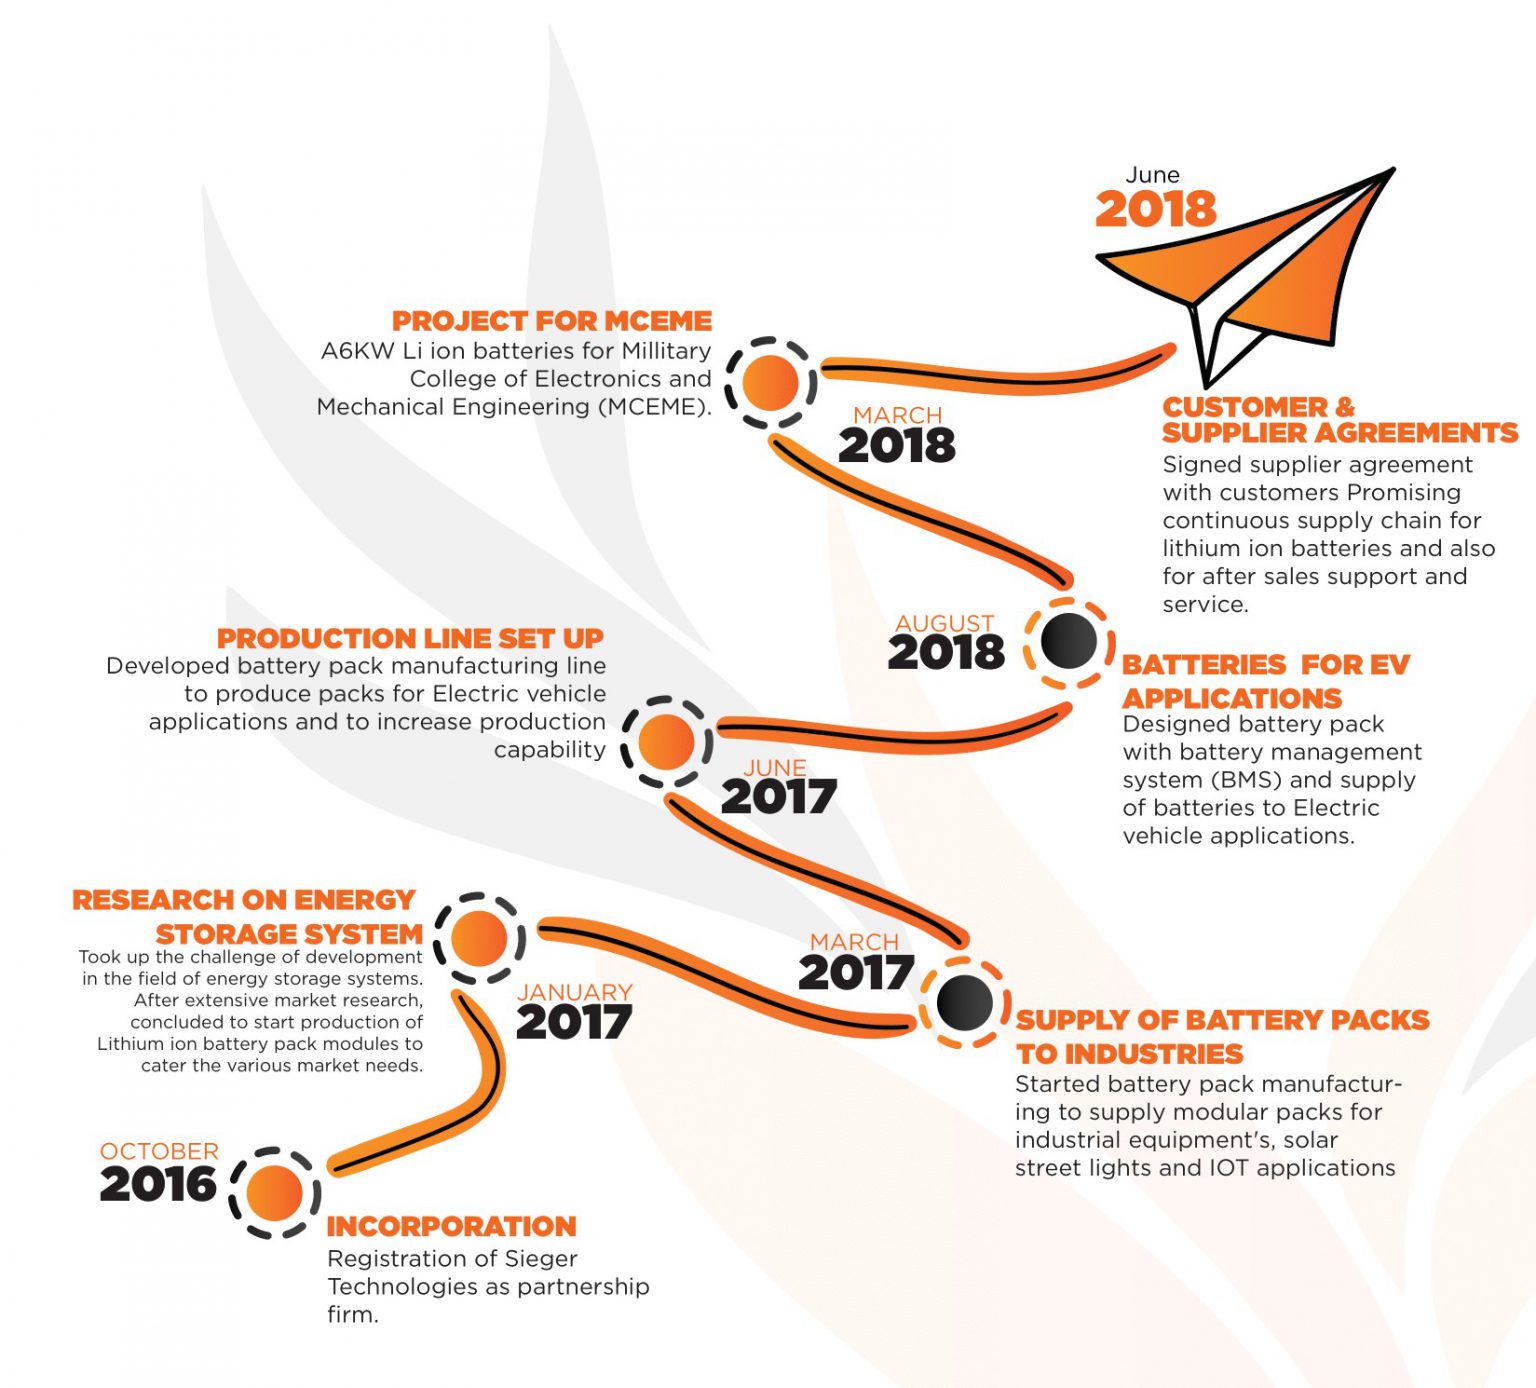 June
2018
PROJECT FOR MCEME
A6KW Li ion batteries for Millitary
College of Electronics and
Mechanical Engineering (MCEME).
MARCH
2018
CUSTOMER &
SUPPLIER AGREEMENTS
Signed supplier agreement
with customers Promising
continuous supply chain for
lithium ion batteries and also
for after sales support and
service.
AUGUST
2018
BATTERIES FOR EV
APPLICATIONS
Designed battery pack
with battery management
system (BMS) and supply
of batteries to Electric
vehicle applications.
PRODUCTION LINE SET UP
Developed battery pack manufacturing line
to produce packs for Electric vehicle
applications and to increase production
capability
JUNE
2017
RESEARCH ON ENERGY
STORAGE SYSTEM
Took up the challenge of development
in the field of energy storage systems.
After extensive market research,
concluded to start production of
Lithium ion battery pack modules to
cater the various market needs.
JANUARY
2017
MARCH
2017
SUPPLY OF BATTERY PACKS
TO INDUSTRIES
Started battery pack manufactur-
ing to supply modular packs for
industrial equipment's, solar
street lights and IOT applications
OCTOBER
2016
INCORPORATION
Registration of Sieger
Technologies as partnership
firm.